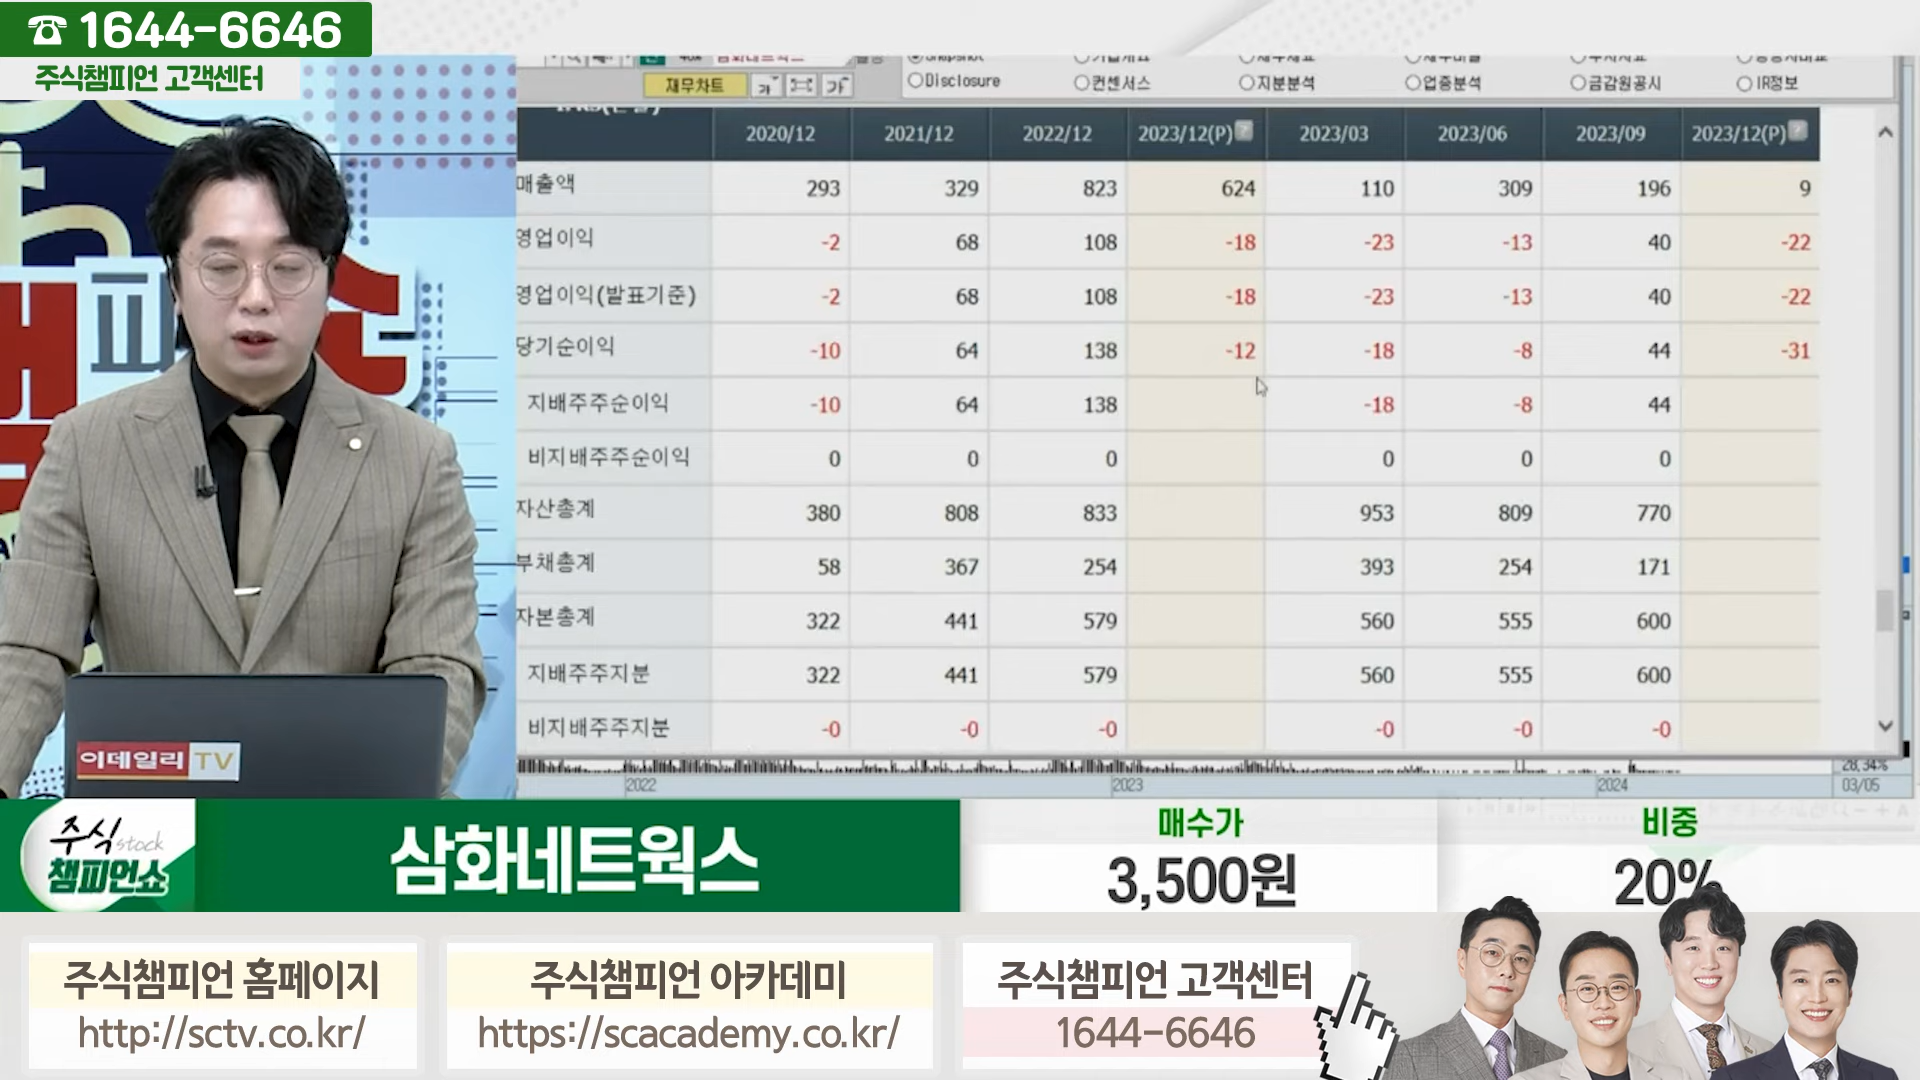 ☎ 1644-6646
주식챔피언 고객센터
재무차트
Disclosure 컨센서스 지분분석 업종분석 금감원공시 IR정보
2020/12 2021/12 2022/12 2023/12(P) 2023/03 2023/06 2023/09 2023/12(P)
매출액 293 329 823 624 110 309 196 9
영업이익 -2 68 108 -18 -23 -13 40 -22
영업이익(발표기준) -2 68 108 -18 -23 -13 40 -22
당기순이익 -10 64 138 -12 -18 -8 44 -31
지배주주순이익 -10 64 138 -18 -8 44
비지배주주순이익 0 0 0 0 0 0
자산총계 380 808 833 953 809 770
부채총계 58 367 254 393 254 171
자본총계 322 441 579 560 555 600
지배주주지분 322 441 579 560 555 600
비지배주주지분 -0 -0 -0 -0 -0 -0
28,34%
2022 2023 2024 03/05
피
이데일리 TV
주식 stock
챔피언쇼
삼화네트웍스
매수가
3,500원
비중
20%
주식챔피언 홈페이지
http://sctv.co.kr/
주식챔피언 아카데미
https://scacademy.co.kr/
주식챔피언 고객센터
1644-6646